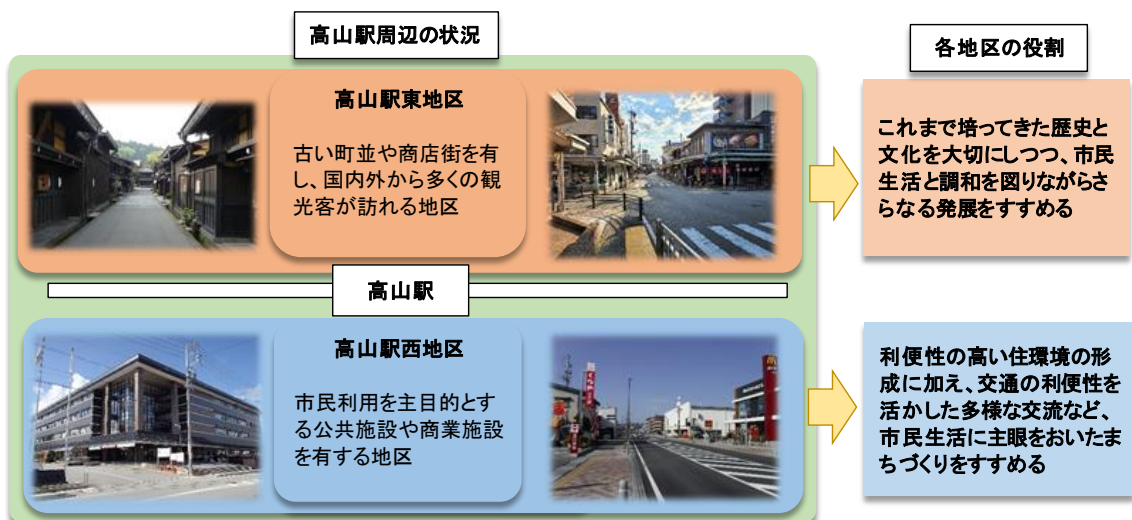 高山駅周辺の状況
各地区の役割
高山駅東地区
古い町並や商店街を有
し、国内外から多くの観
光客が訪れる地区
これまで培ってきた歴史と
文化を大切にしつつ、市民
生活と調和を図りながらさ
らなる発展をすすめる
高山駅
高山駅西地区
市民利用を主目的とす
る公共施設や商業施設
を有する地区
利便性の高い住環境の形
成に加え、交通の利便性を
活かした多様な交流など、
市民生活に主眼をおいたま
ちづくりをすすめる